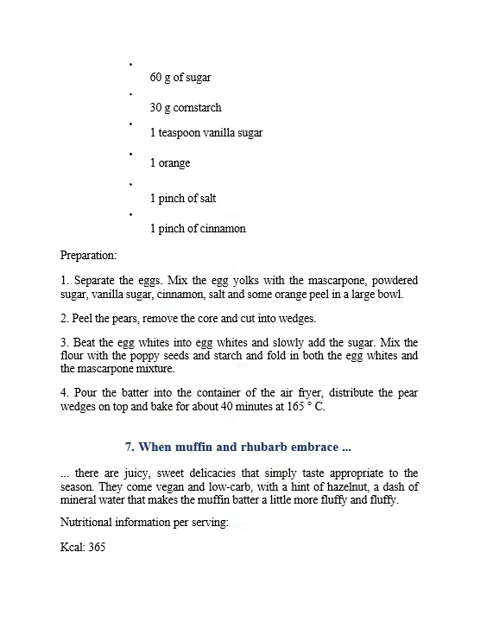 • 60 g of sugar
• 30 g cornstarch
• 1 teaspoon vanilla sugar
• 1 orange
• 1 pinch of salt
• 1 pinch of cinnamon
Preparation:
1. Separate the eggs. Mix the egg yolks with the mascarpone, powdered
sugar, vanilla sugar, cinnamon, salt and some orange peel in a large bowl.
2. Peel the pears, remove the core and cut into wedges.
3. Beat the egg whites into egg whites and slowly add the sugar. Mix the
flour with the poppy seeds and starch and fold in both the egg whites and
the mascarpone mixture.
4. Pour the batter into the container of the air fryer, distribute the pear
wedges on top and bake for about 40 minutes at 165 ° C.
7. When muffin and rhubarb embrace ...
... there are juicy, sweet delicacies that simply taste appropriate to the
season. They come vegan and low-carb, with a hint of hazelnut, a dash of
mineral water that makes the muffin batter a little more fluffy and fluffy.
Nutritional information per serving:
Kcal: 365